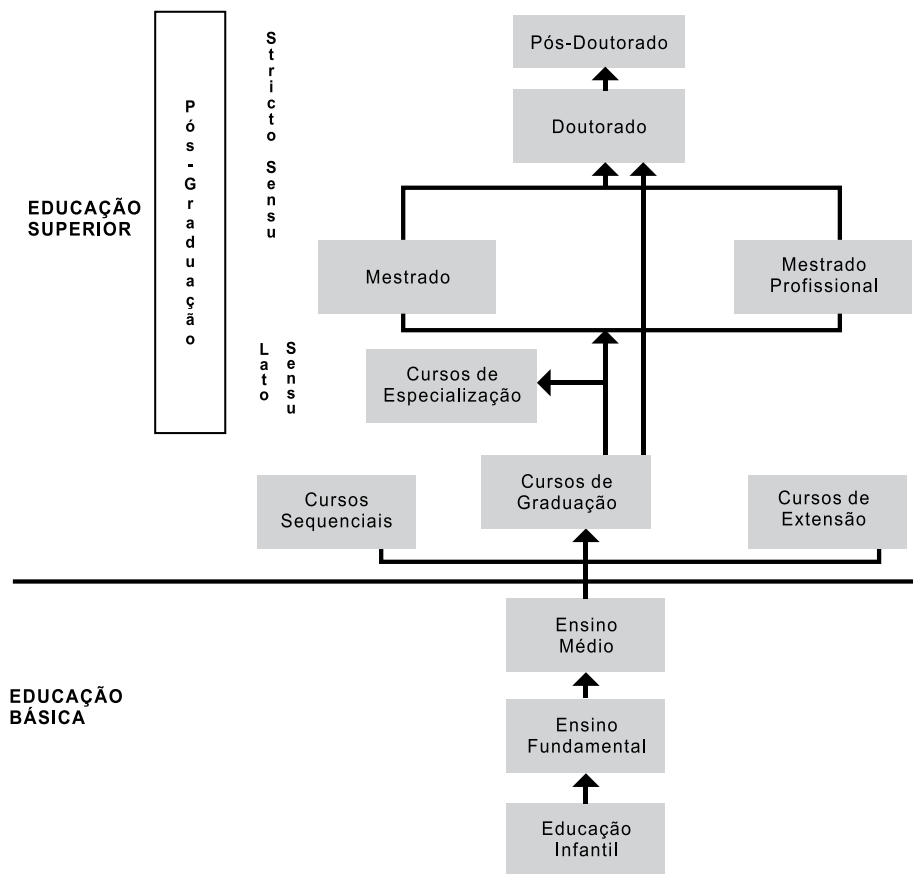 Pós-Doutorado
Doutorado
Stricto Sensu
Pós-Graduação
EDUCAÇÃO
SUPERIOR
Mestrado
Mestrado
Profissional
Lato
Sensu
Cursos de
Especialização
Cursos de
Graduação
Cursos
Sequenciais
Cursos de
Extensão
Ensino
Médio
EDUCAÇÃO
BÁSICA
Ensino
Fundamental
Educação
Infantil